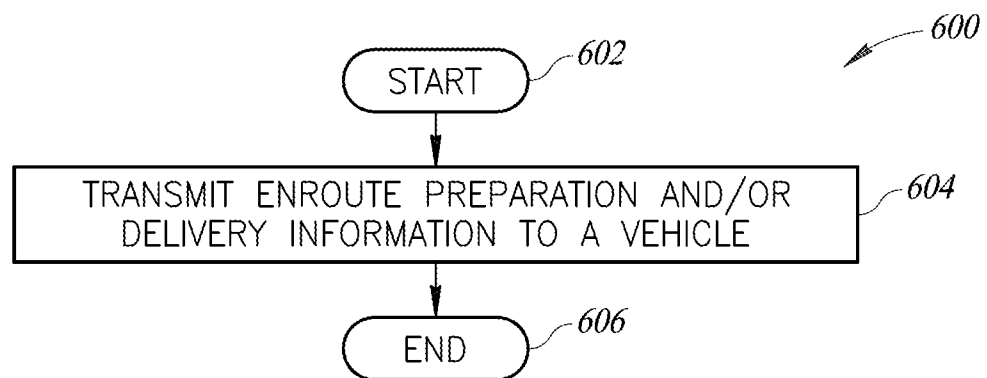 600
602
START
TRANSMIT ENROUTE PREPARATION AND/OR
DELIVERY INFORMATION TO A VEHICLE
604
606
END